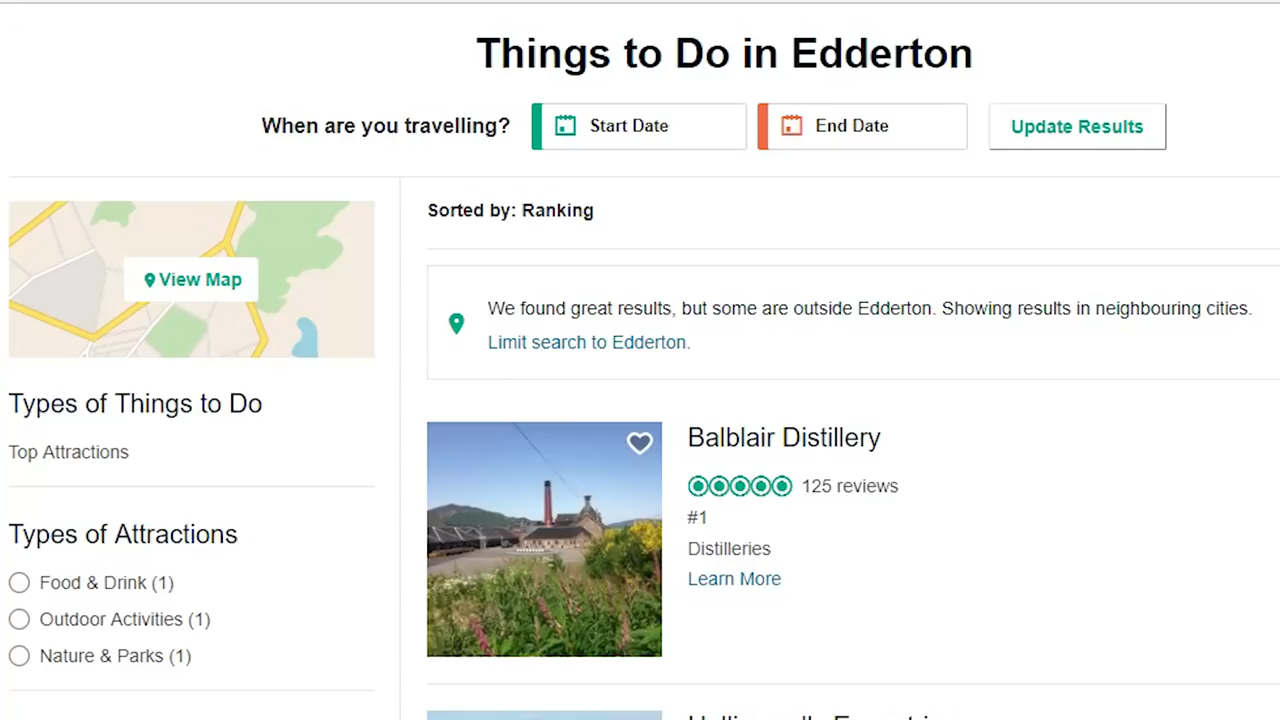 Things to Do in Edderton
When are you travelling?
Start Date
End Date
Update Results
View Map
Types of Things to Do
Top Attractions
Types of Attractions
Food & Drink (1)
Outdoor Activities (1)
Nature & Parks (1)
Sorted by: Ranking
We found great results, but some are outside Edderton. Showing results in neighbouring cities.
Limit search to Edderton.
Balblair Distillery
125 reviews
#1
Distilleries
Learn More